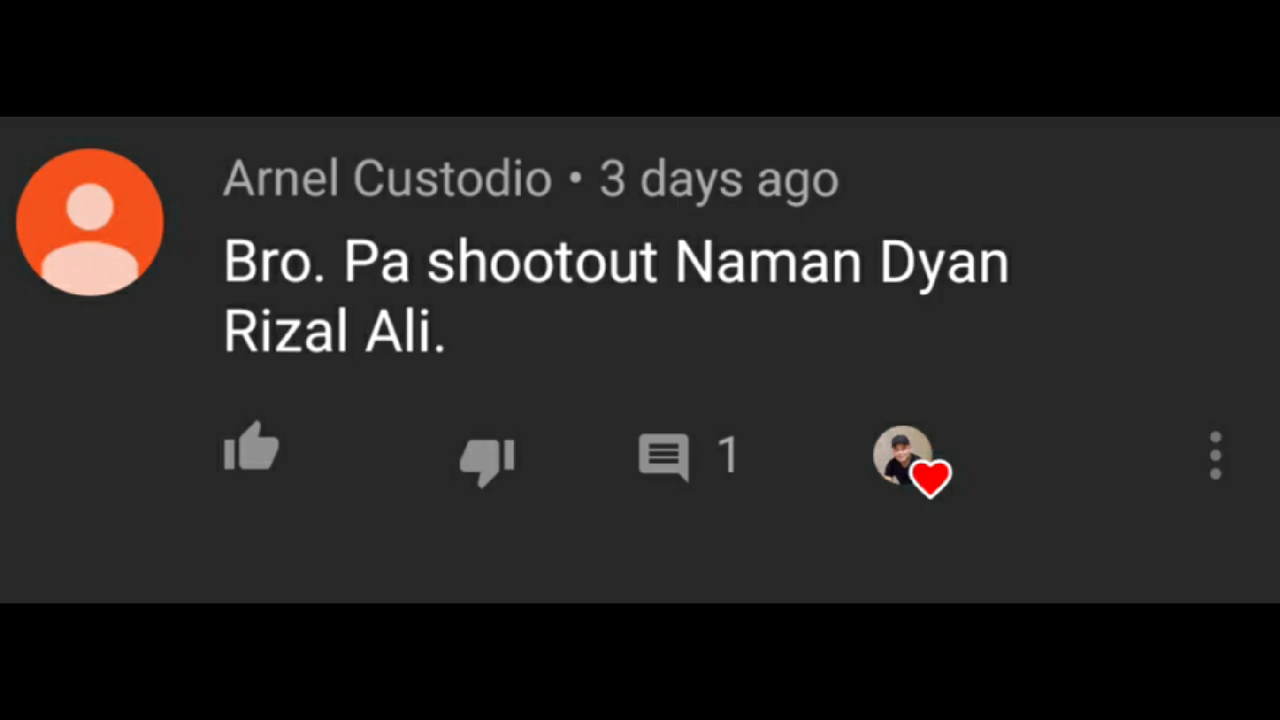 Arnel Custodio • 3 days ago
Bro. Pa shootout Naman Dyan
Rizal Ali.
1